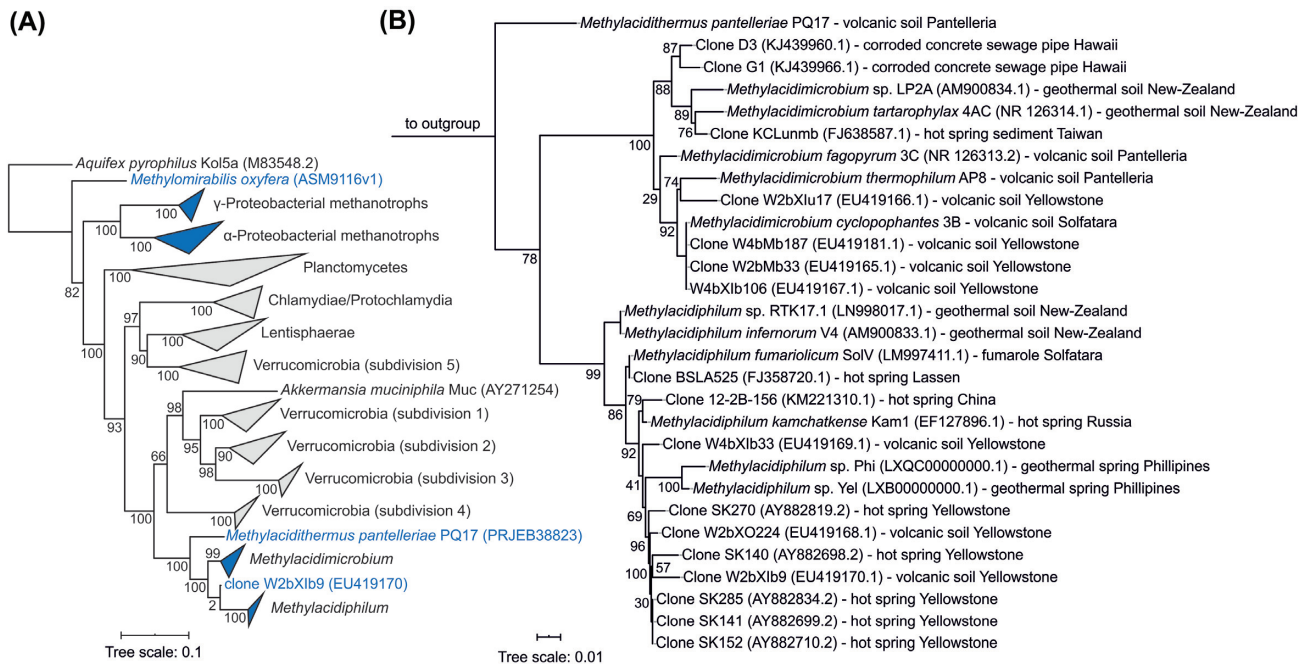 (A)
Aquifex pyrophilus Kol5a (M83548.2)
Methylomirabilis oxyfera (ASM9116v1)
γ-Proteobacterial methanotrophs
100
100
α-Proteobacterial methanotrophs
100
Planctomycetes
100
82
Chlamydiae/Protochlamydia
100
97
Lentisphaerae
100
100
90
Verrucomicrobia (subdivision 5)
100
Akkermansia muciniphila Muc (AY271254)
98
Verrucomicrobia (subdivision 1)
100
93
95
Verrucomicrobia (subdivision 2)
90
66
98
Verrucomicrobia (subdivision 3)
100
Verrucomicrobia (subdivision 4)
100
100
Methylacidithermus pantelleriae PQ17 (PRJEB38823)
99
Methylacidimicrobium
100
100
clone W2bXIb9 (EU419170)
2
Methylacidiphilum
100
Tree scale: 0.1
(B)
Methylacidithermus pantelleriae PQ17 - volcanic soil Pantelleria
87
Clone D3 (KJ439960.1) - corroded concrete sewage pipe Hawaii
Clone G1 (KJ439966.1) - corroded concrete sewage pipe Hawaii
88
Methylacidimicrobium sp. LP2A (AM900834.1) - geothermal soil New-Zealand
89
Methylacidimicrobium tartarophylax 4AC (NR 126314.1) - geothermal soil New-Zealand
to outgroup
76
Clone KCLunmb (FJ638587.1) - hot spring sediment Taiwan
100
Methylacidimicrobium fagopyrum 3C (NR 126313.2) - volcanic soil Pantelleria
74
Methylacidimicrobium thermophilum AP8 - volcanic soil Pantelleria
29
Clone W2bXIu17 (EU419166.1) - volcanic soil Yellowstone
92
Methylacidimicrobium cyclopophantes 3B - volcanic soil Solfatara
Clone W4bMb187 (EU419181.1) - volcanic soil Yellowstone
78
Clone W2bMb33 (EU419165.1) - volcanic soil Yellowstone
W4bXIb106 (EU419167.1) - volcanic soil Yellowstone
Methylacidiphilum sp. RTK17.1 (LN998017.1) - geothermal soil New-Zealand
Methylacidiphilum infernorum V4 (AM900833.1) - geothermal soil New-Zealand
Methylacidiphilum fumariolicum SolV (LM997411.1) - fumarole Solfatara
99
Clone BSLA525 (FJ358720.1) - hot spring Lassen
79
Clone 12-2B-156 (KM221310.1) - hot spring China
86
Methylacidiphilum kamchatkense Kam1 (EF127896.1) - hot spring Russia
92
Clone W4bXIb33 (EU419169.1) - volcanic soil Yellowstone
Methylacidiphilum sp. Phi (LXQC00000000.1) - geothermal spring Phillipines
41
100
Methylacidiphilum sp. Yel (LXB00000000.1) - geothermal spring Phillipines
69
Clone SK270 (AY882819.2) - hot spring Yellowstone
Clone W2bXO224 (EU419168.1) - volcanic soil Yellowstone
96
Clone SK140 (AY882698.2) - hot spring Yellowstone
100
57
Clone W2bXIb9 (EU419170.1) - volcanic soil Yellowstone
30
Clone SK285 (AY882834.2) - hot spring Yellowstone
Clone SK141 (AY882699.2) - hot spring Yellowstone
Clone SK152 (AY882710.2) - hot spring Yellowstone
Tree scale: 0.01